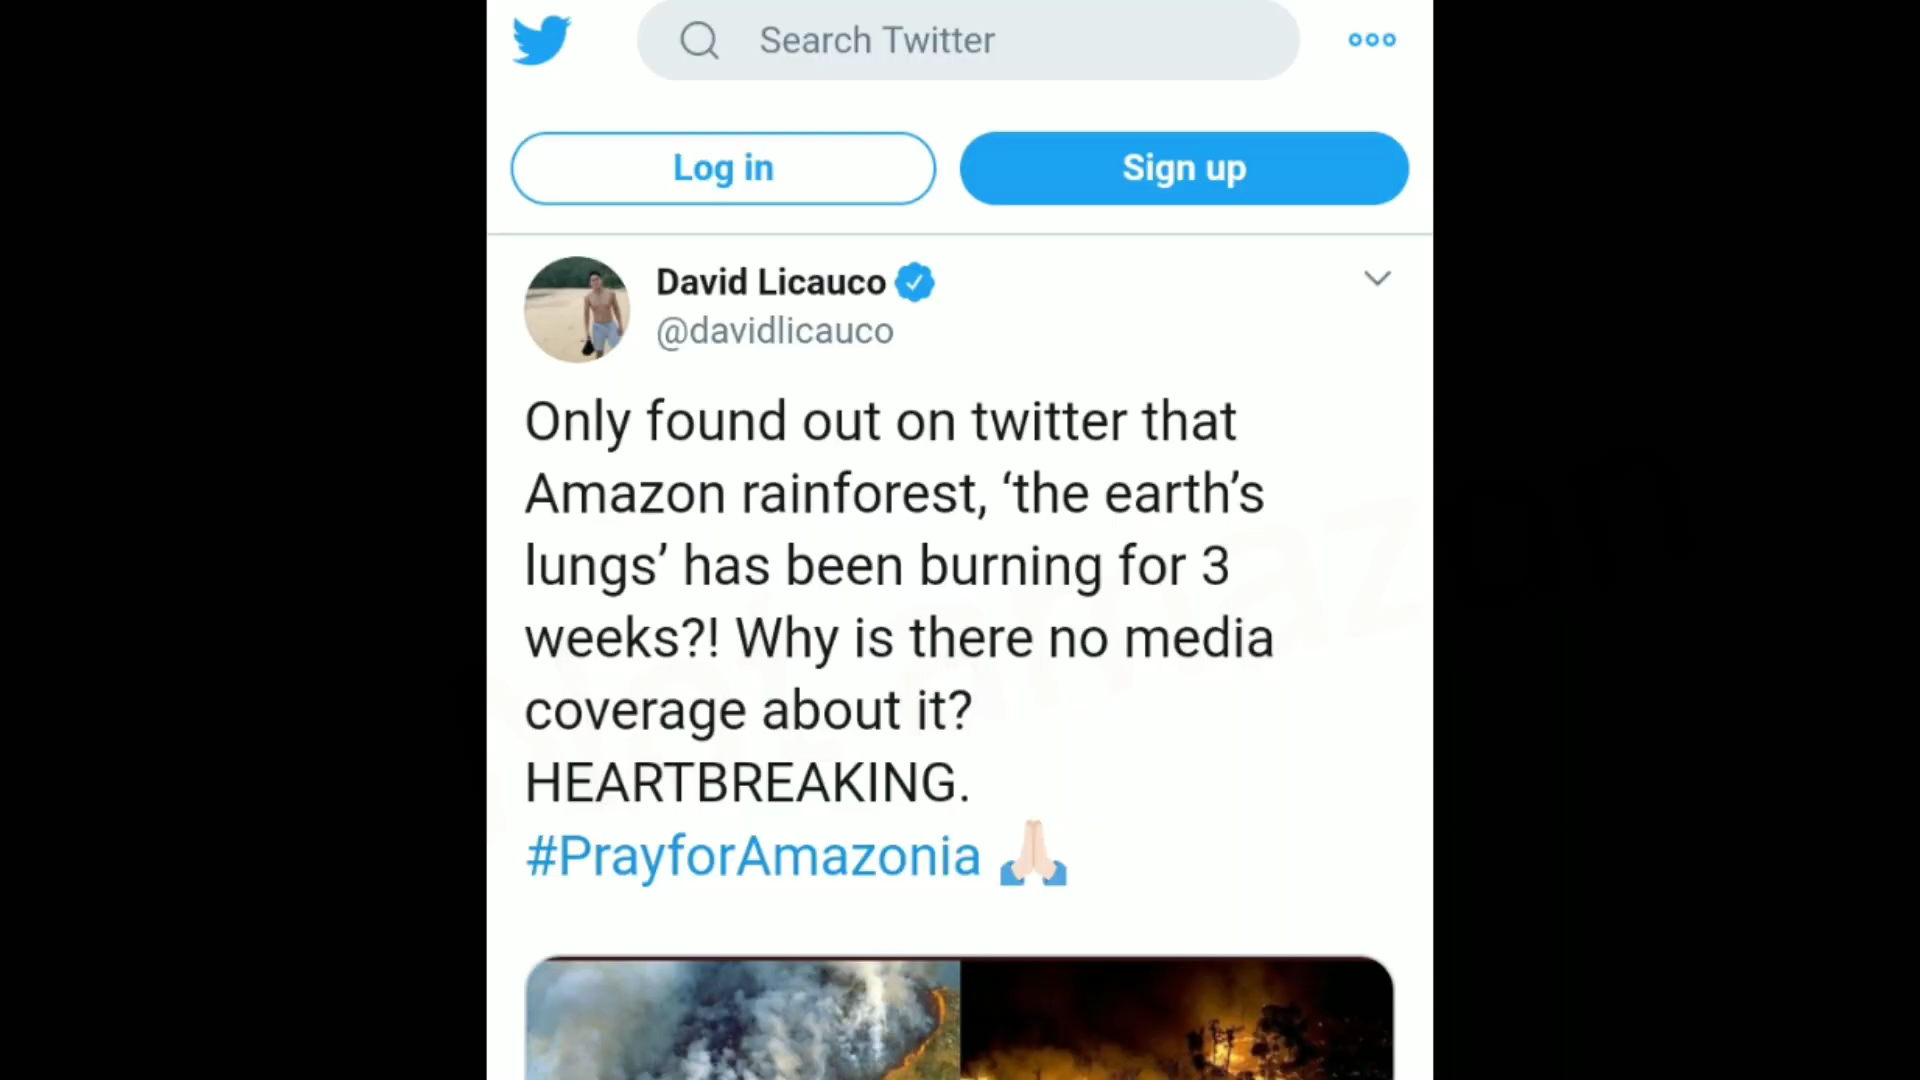 Search Twitter
Log in
Sign up
David Licauco
@davidlicauco
Only found out on twitter that
Amazon rainforest, ‘the earth’s
lungs’ has been burning for 3
weeks?! Why is there no media
coverage about it?
HEARTBREAKING.
#PrayforAmazonia 🙏🏻